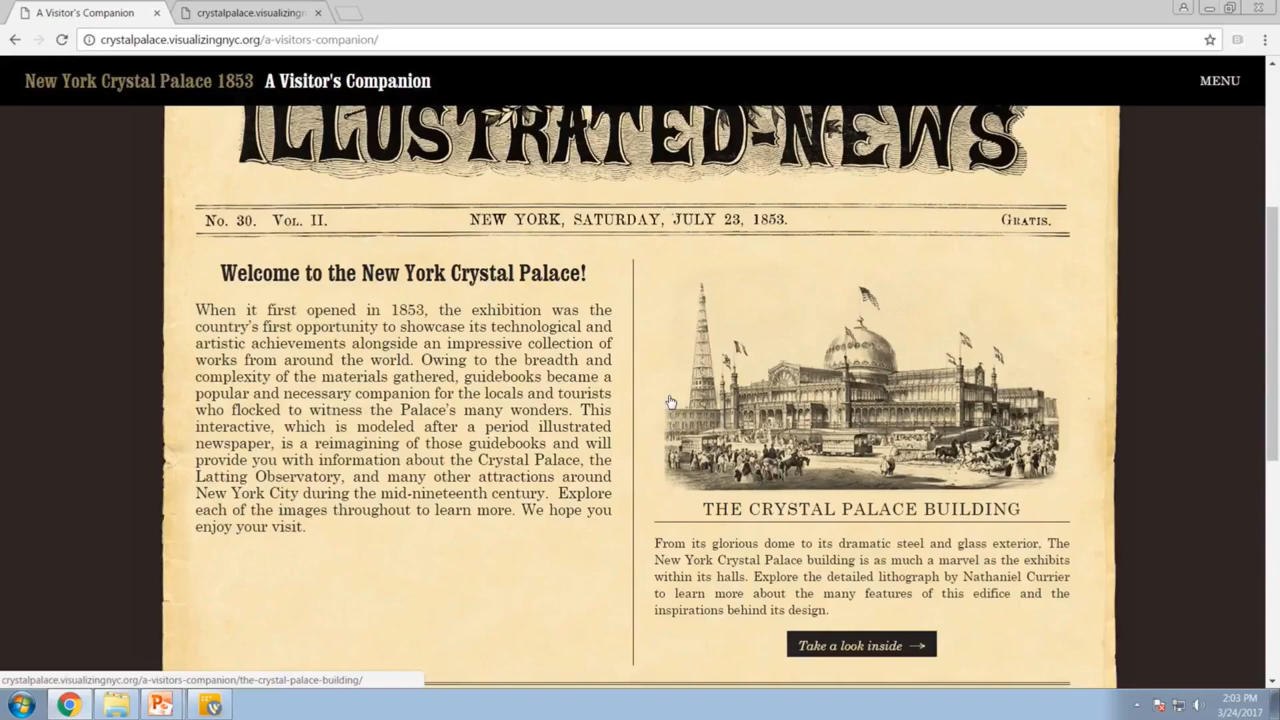 A Visitor's Companion
crystalpalace.visualizingn
crystalpalace.visualizingnyc.org/a-visitors-companion/
New York Crystal Palace 1853 A Visitor's Companion
MENU
ILLUSTRATED-NEWS
No. 30. Vol. II.
NEW YORK, SATURDAY, JULY 23, 1853.
Gratis.
Welcome to the New York Crystal Palace!
When it first opened in 1853, the exhibition was the
country's first opportunity to showcase its technological and
artistic achievements alongside an impressive collection of
works from around the world. Owing to the breadth and
complexity of the materials gathered, guidebooks became a
popular and necessary companion for the locals and tourists
who flocked to witness the Palace's many wonders. This
interactive, which is modeled after a period illustrated
newspaper, is a reimagining of those guidebooks and will
provide you with information about the Crystal Palace, the
Latting Observatory, and many other attractions around
New York City during the mid-nineteenth century. Explore
each of the images throughout to learn more. We hope you
enjoy your visit.
THE CRYSTAL PALACE BUILDING
From its glorious dome to its dramatic steel and glass exterior, The
New York Crystal Palace building is as much a marvel as the exhibits
within its halls. Explore the detailed lithograph by Nathaniel Currier
to learn more about the many features of this edifice and the
inspirations behind its design.
Take a look inside →
crystalpalace.visualizingnyc.org/a-visitors-companion/the-crystal-palace-building/
2:03 PM
3/24/2017